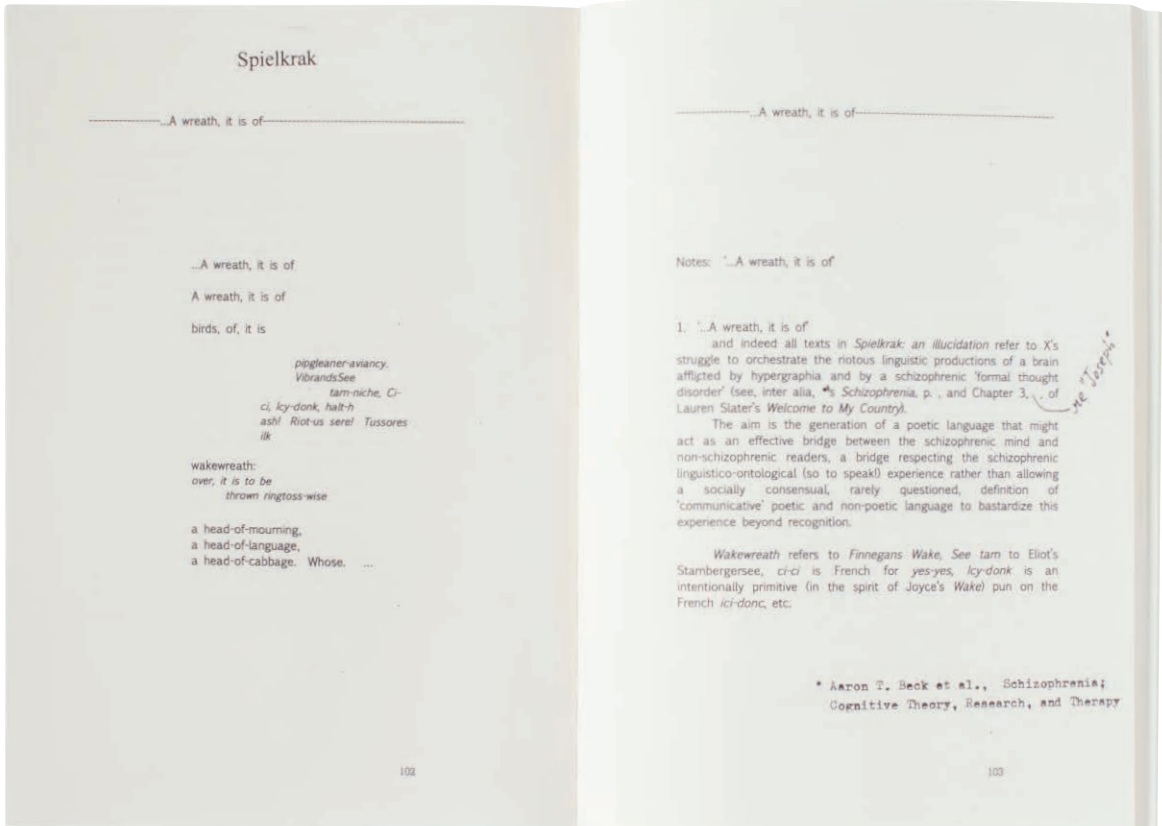 Spielkrak
...A wreath, it is of
...A wreath, it is of
A wreath, it is of
birds, of, it is
pipgleaner-aviancy.
VibrandsSee
tam-niche, Ci-
ci, Icy-donk, halt-h
ash! Riot-us sere! Tussores
ilk
wakewreath:
over, it is to be
thrown ringtoss-wise
a head-of-mourning,
a head-of-language,
a head-of-cabbage. Whose. ...
102
...A wreath, it is of
Notes: '...A wreath, it is of'
1. '...A wreath, it is of'
and indeed all texts in Spielkrak: an illucidation refer to X's
struggle to orchestrate the riotous linguistic productions of a brain
afflicted by hypergraphia and by a schizophrenic 'formal thought
disorder' (see, inter alia, *'s Schizophrenia, p. , and Chapter 3, , of
Lauren Slater's Welcome to My Country).
re "Joseph"
The aim is the generation of a poetic language that might
act as an effective bridge between the schizophrenic mind and
non-schizophrenic readers, a bridge respecting the schizophrenic
linguistico-ontological (so to speak!) experience rather than allowing
a socially consensual, rarely questioned, definition of
'communicative' poetic and non-poetic language to bastardize this
experience beyond recognition.
Wakewreath refers to Finnegans Wake, See tam to Eliot's
Starnbergersee, ci-ci is French for yes-yes, Icy-donk is an
intentionally primitive (in the spirit of Joyce's Wake) pun on the
French ici-donc, etc.
* Aaron T. Beck et al., Schizophrenia;
Cognitive Theory, Research, and Therapy
103